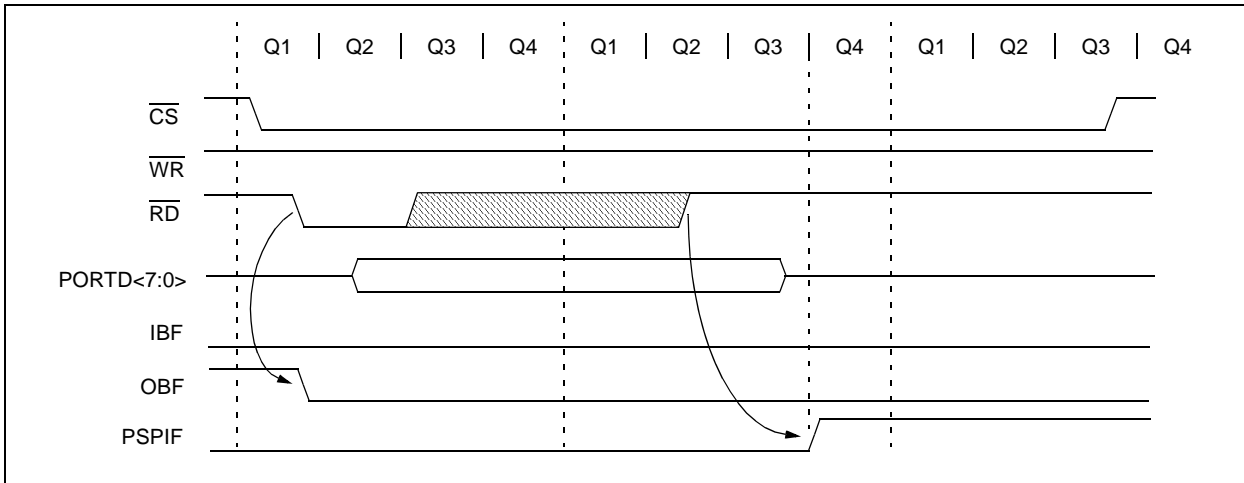 Q1 | Q2 | Q3 | Q4 | Q1 | Q2 | Q3 | Q4 | Q1 | Q2 | Q3 | Q4
CS
WR
RD
PORTD<7:0>
IBF
OBF
PSPIF